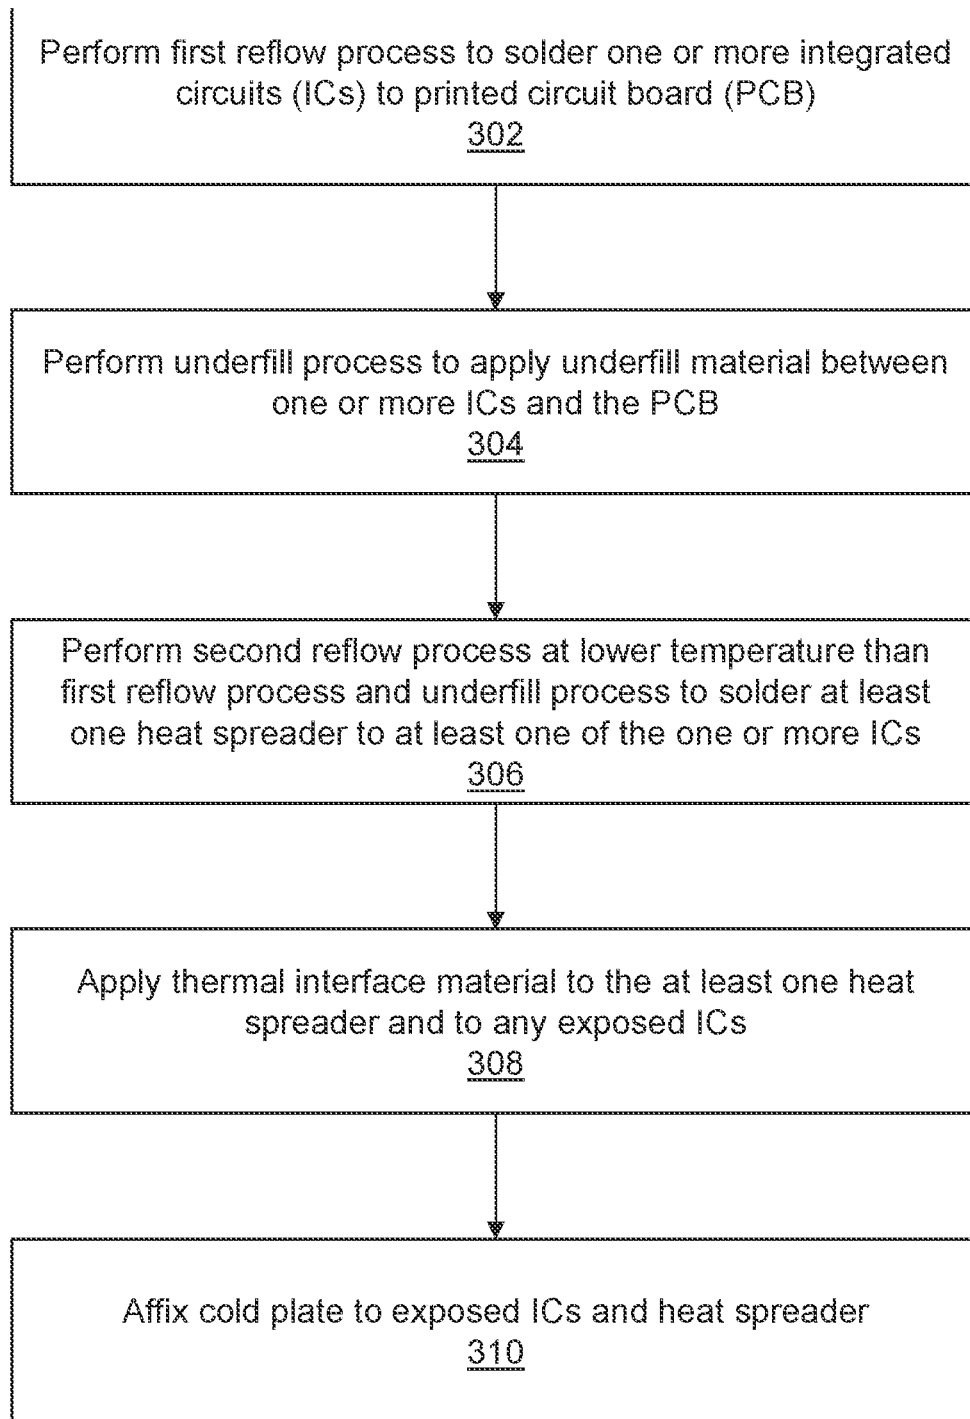 Perform first reflow process to solder one or more integrated
circuits (ICs) to printed circuit board (PCB)
302
Perform underfill process to apply underfill material between
one or more ICs and the PCB
304
Perform second reflow process at lower temperature than
first reflow process and underfill process to solder at least
one heat spreader to at least one of the one or more ICs
306
Apply thermal interface material to the at least one heat
spreader and to any exposed ICs
308
Affix cold plate to exposed ICs and heat spreader
310